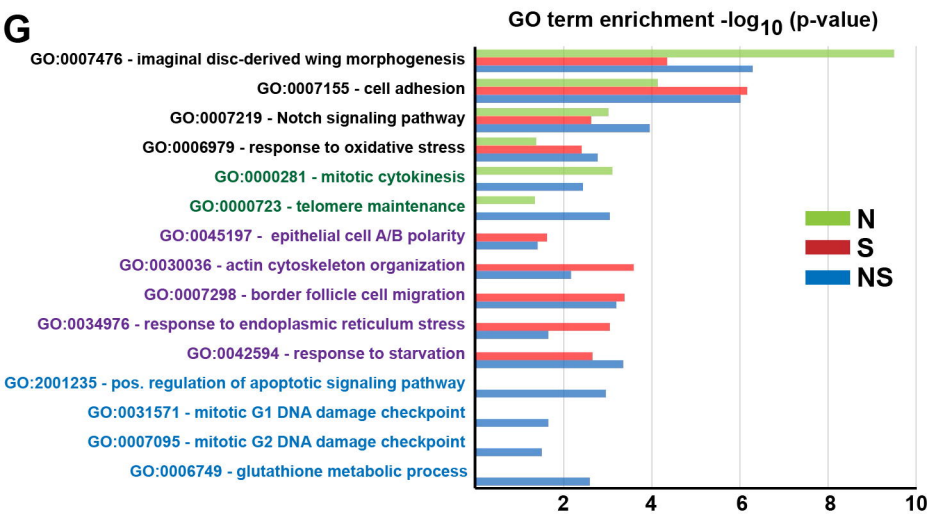 G
GO term enrichment -log10 (p-value)
GO:0007476 - imaginal disc-derived wing morphogenesis
GO:0007155 - cell adhesion
GO:0007219 - Notch signaling pathway
GO:0006979 - response to oxidative stress
GO:0000281 - mitotic cytokinesis
GO:0000723 - telomere maintenance
GO:0045197 - epithelial cell A/B polarity
GO:0030036 - actin cytoskeleton organization
GO:0007298 - border follicle cell migration
GO:0034976 - response to endoplasmic reticulum stress
GO:0042594 - response to starvation
GO:2001235 - pos. regulation of apoptotic signaling pathway
GO:0031571 - mitotic G1 DNA damage checkpoint
GO:0007095 - mitotic G2 DNA damage checkpoint
GO:0006749 - glutathione metabolic process
N
S
NS
2 4 6 8 10